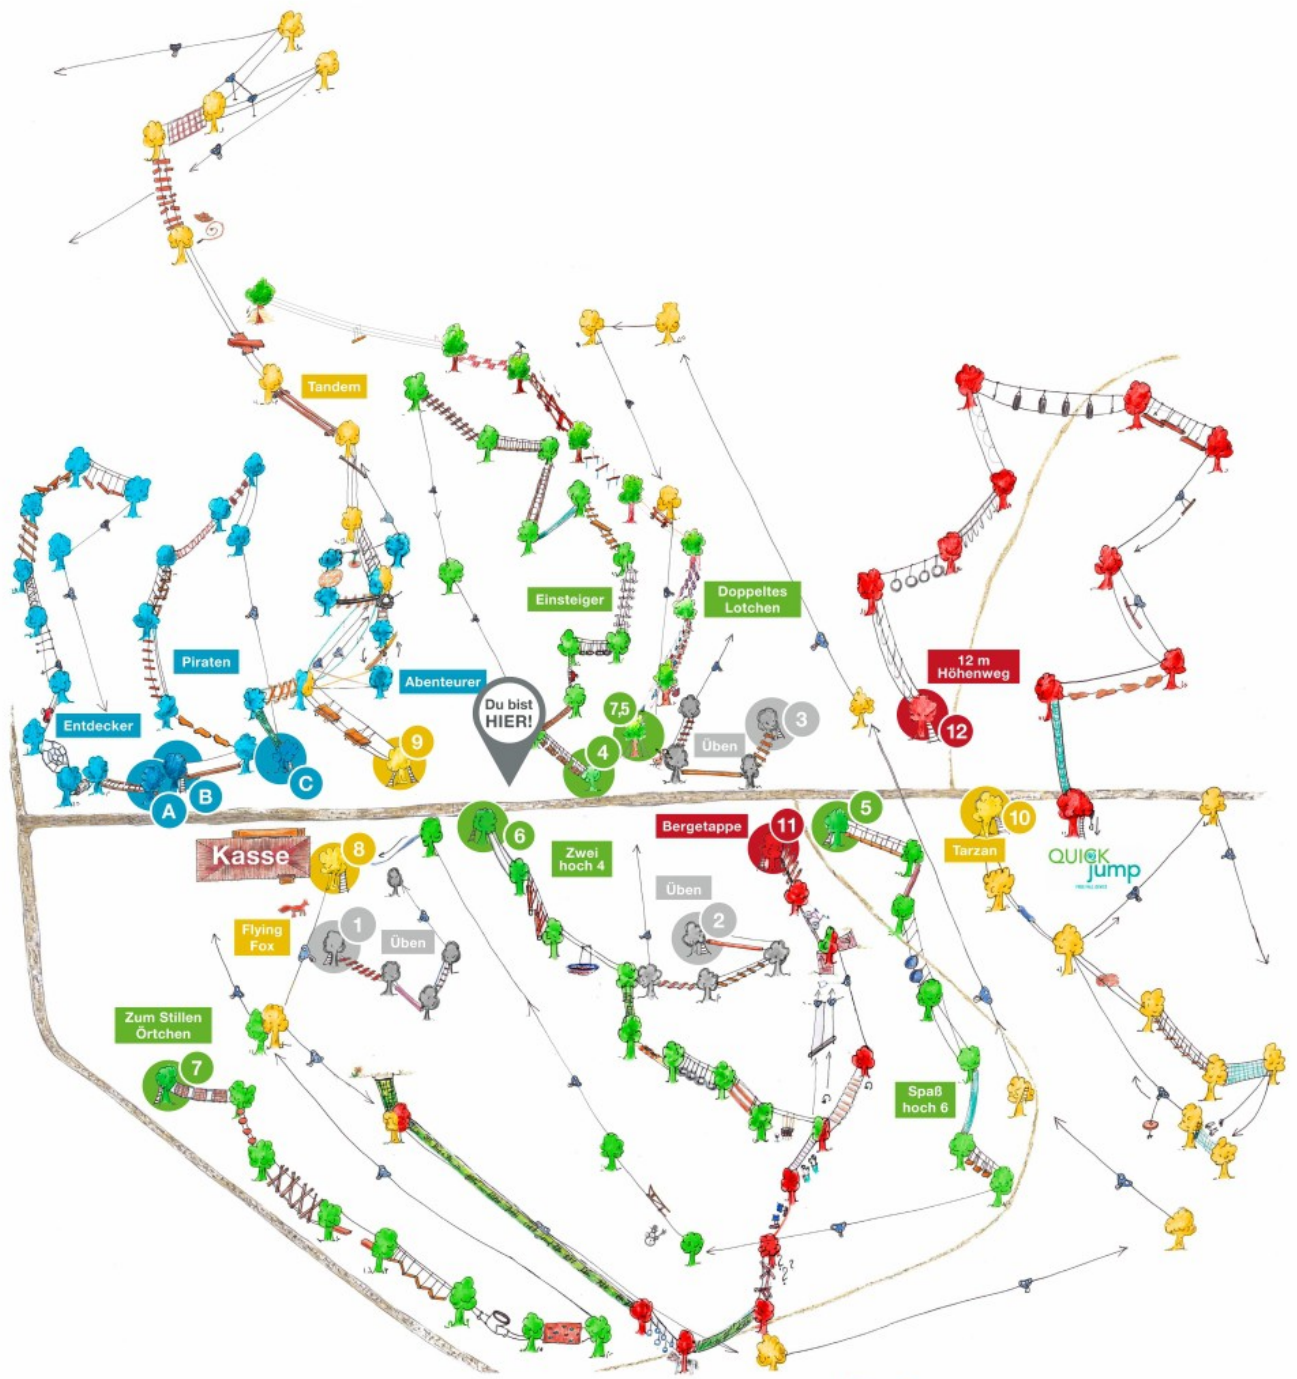 Tandem
Einsteiger
Doppeltes
Lotchen
Piraten
Abenteurer
12 m
Höhenweg
12
Entdecker
Du bist
HIER!
7,5
3
Üben
9
4
C
B
A
6
5
10
Bergetappe
11
Tarzan
Kasse
8
Zwei
hoch 4
QUICK
jump
Üben
2
Flying
Fox
1
Üben
Zum Stillen
Örtchen
7
Spaß
hoch 6